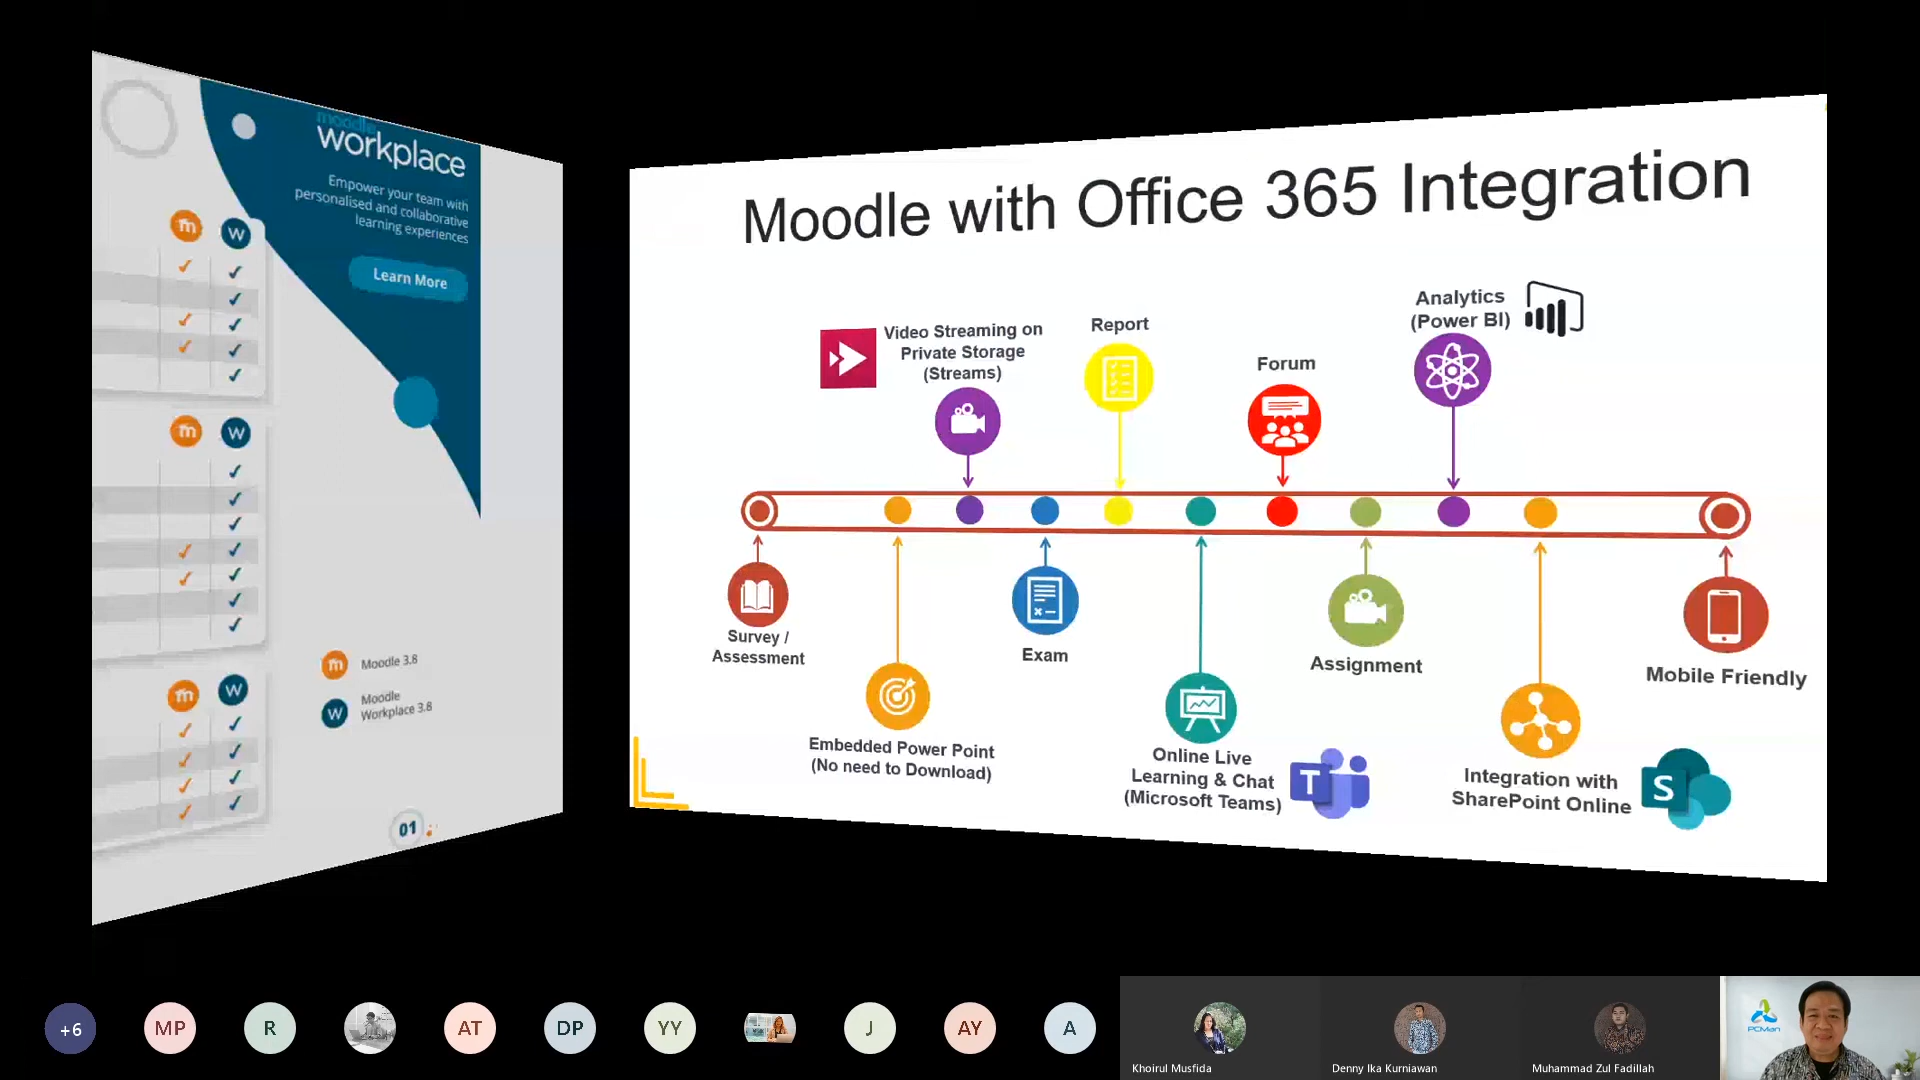 moodle
workplace
Empower your team with
personalised and collaborative
learning experiences
Learn More
m
W
m
W
m
W
m
Moodle 3.8
W
Moodle
Workplace 3.8
01
Moodle with Office 365 Integration
Video Streaming on
Private Storage
(Streams)
Report
Forum
Analytics
(Power BI)
Survey /
Assessment
Embedded Power Point
(No need to Download)
Exam
Online Live
Learning & Chat
(Microsoft Teams)
T
Assignment
Integration with
SharePoint Online
S
Mobile Friendly
+6
MP
R
AT
DP
YY
J
AY
A
Khoirul Musfida
Denny Ika Kurniawan
Muhammad Zul Fadillah
PCMan